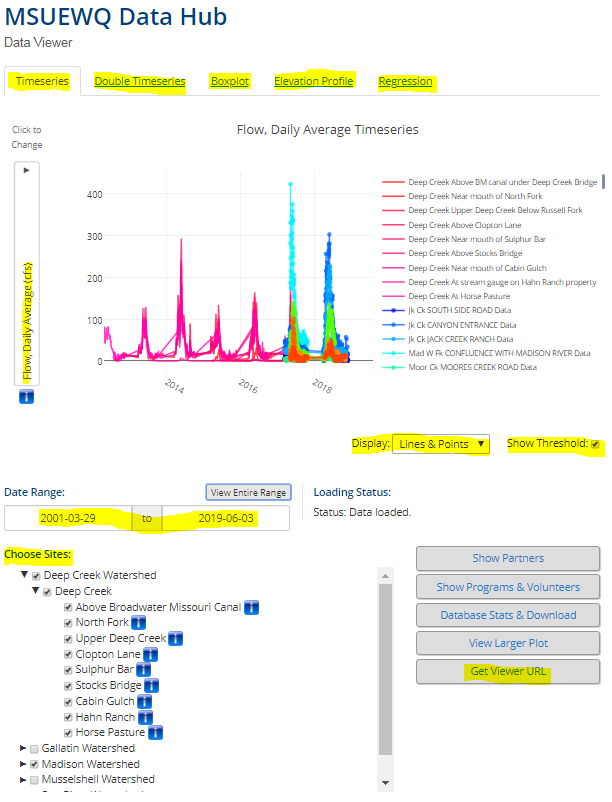 MSUEWQ Data Hub
Data Viewer
Timeseries Double Timeseries Boxplot Elevation Profile Regression
Click to
Change
Flow, Daily Average Timeseries
Flow, Daily Average (cfs)
400
300
200
100
0
2014 2016 2018
Deep Creek Above BM canal under Deep Creek Bridge
Deep Creek Near mouth of North Fork
Deep Creek Upper Deep Creek Below Russell Fork
Deep Creek Above Clopton Lane
Deep Creek Near mouth of Sulphur Bar
Deep Creek Above Stocks Bridge
Deep Creek Near mouth of Cabin Gulch
Deep Creek At stream gauge on Hahn Ranch property
Deep Creek At Horse Pasture
Jk Ck SOUTH SIDE ROAD Data
Jk Ck CANYON ENTRANCE Data
Jk Ck JACK CREEK RANCH Data
Mad W Fk CONFLUENCE WITH MADISON RIVER Data
Moor Ck MOORES CREEK ROAD Data
Display: Lines & Points Show Threshold:
Date Range: View Entire Range
2001-03-29 to 2019-06-03
Loading Status:
Status: Data loaded.
Choose Sites:
Deep Creek Watershed
Deep Creek
Above Broadwater Missouri Canal
North Fork
Upper Deep Creek
Clopton Lane
Sulphur Bar
Stocks Bridge
Cabin Gulch
Hahn Ranch
Horse Pasture
Gallatin Watershed
Madison Watershed
Musselshell Watershed
Show Partners
Show Programs & Volunteers
Database Stats & Download
View Larger Plot
Get Viewer URL